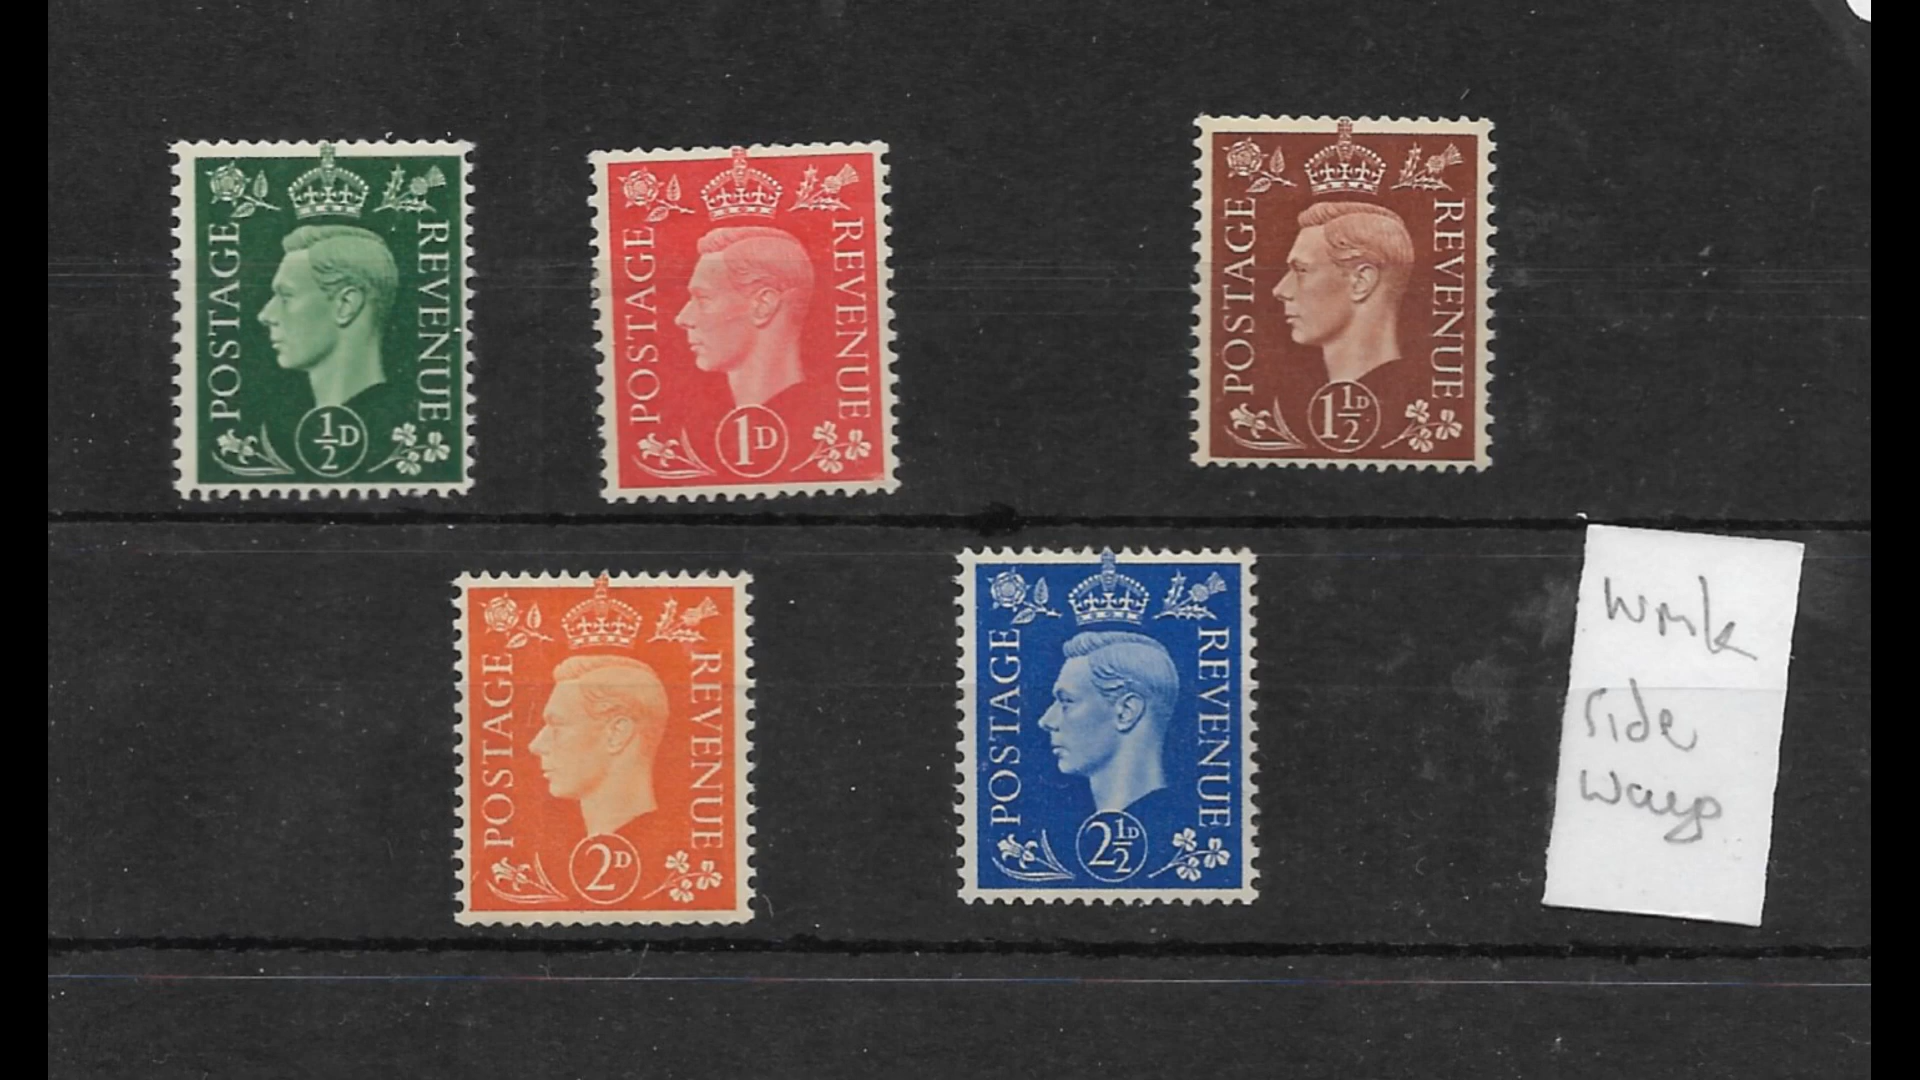 POSTAGE
REVENUE
½D
POSTAGE
REVENUE
1D
POSTAGE
REVENUE
1½D
POSTAGE
REVENUE
2D
POSTAGE
REVENUE
2½D
wmk
side
ways